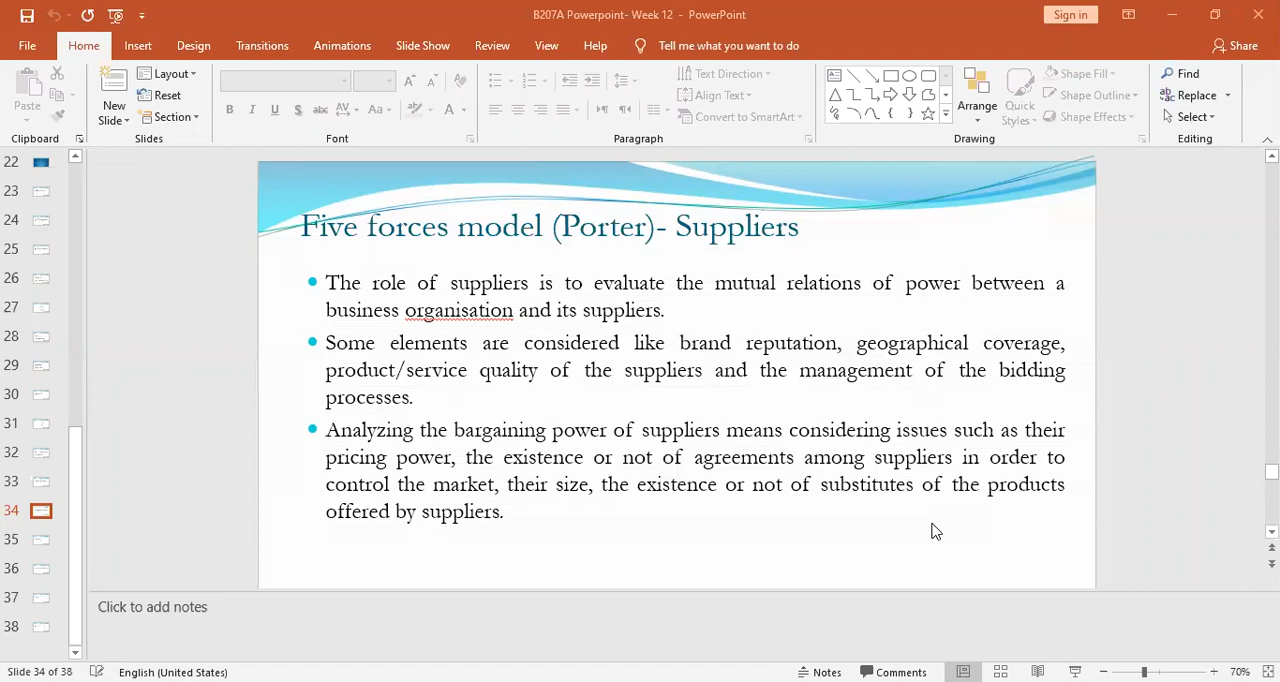 B207A Powerpoint- Week 12 - PowerPoint
Sign in
File Home Insert Design Transitions Animations Slide Show Review View Help Tell me what you want to do Share
Paste
Clipboard
New Slide
Layout
Reset
Section
Slides
B I U S abc AV Aa A
Font
Text Direction
Align Text
Convert to SmartArt
Paragraph
Arrange
Quick Styles
Shape Fill
Shape Outline
Shape Effects
Drawing
Find
Replace
Select
Editing
22
23
24
25
26
27
28
29
30
31
32
33
34
35
36
37
38
Five forces model (Porter)- Suppliers
The role of suppliers is to evaluate the mutual relations of power between a
business organisation and its suppliers.
Some elements are considered like brand reputation, geographical coverage,
product/service quality of the suppliers and the management of the bidding
processes.
Analyzing the bargaining power of suppliers means considering issues such as their
pricing power, the existence or not of agreements among suppliers in order to
control the market, their size, the existence or not of substitutes of the products
offered by suppliers.
Click to add notes
Slide 34 of 38 English (United States) Notes Comments 70%